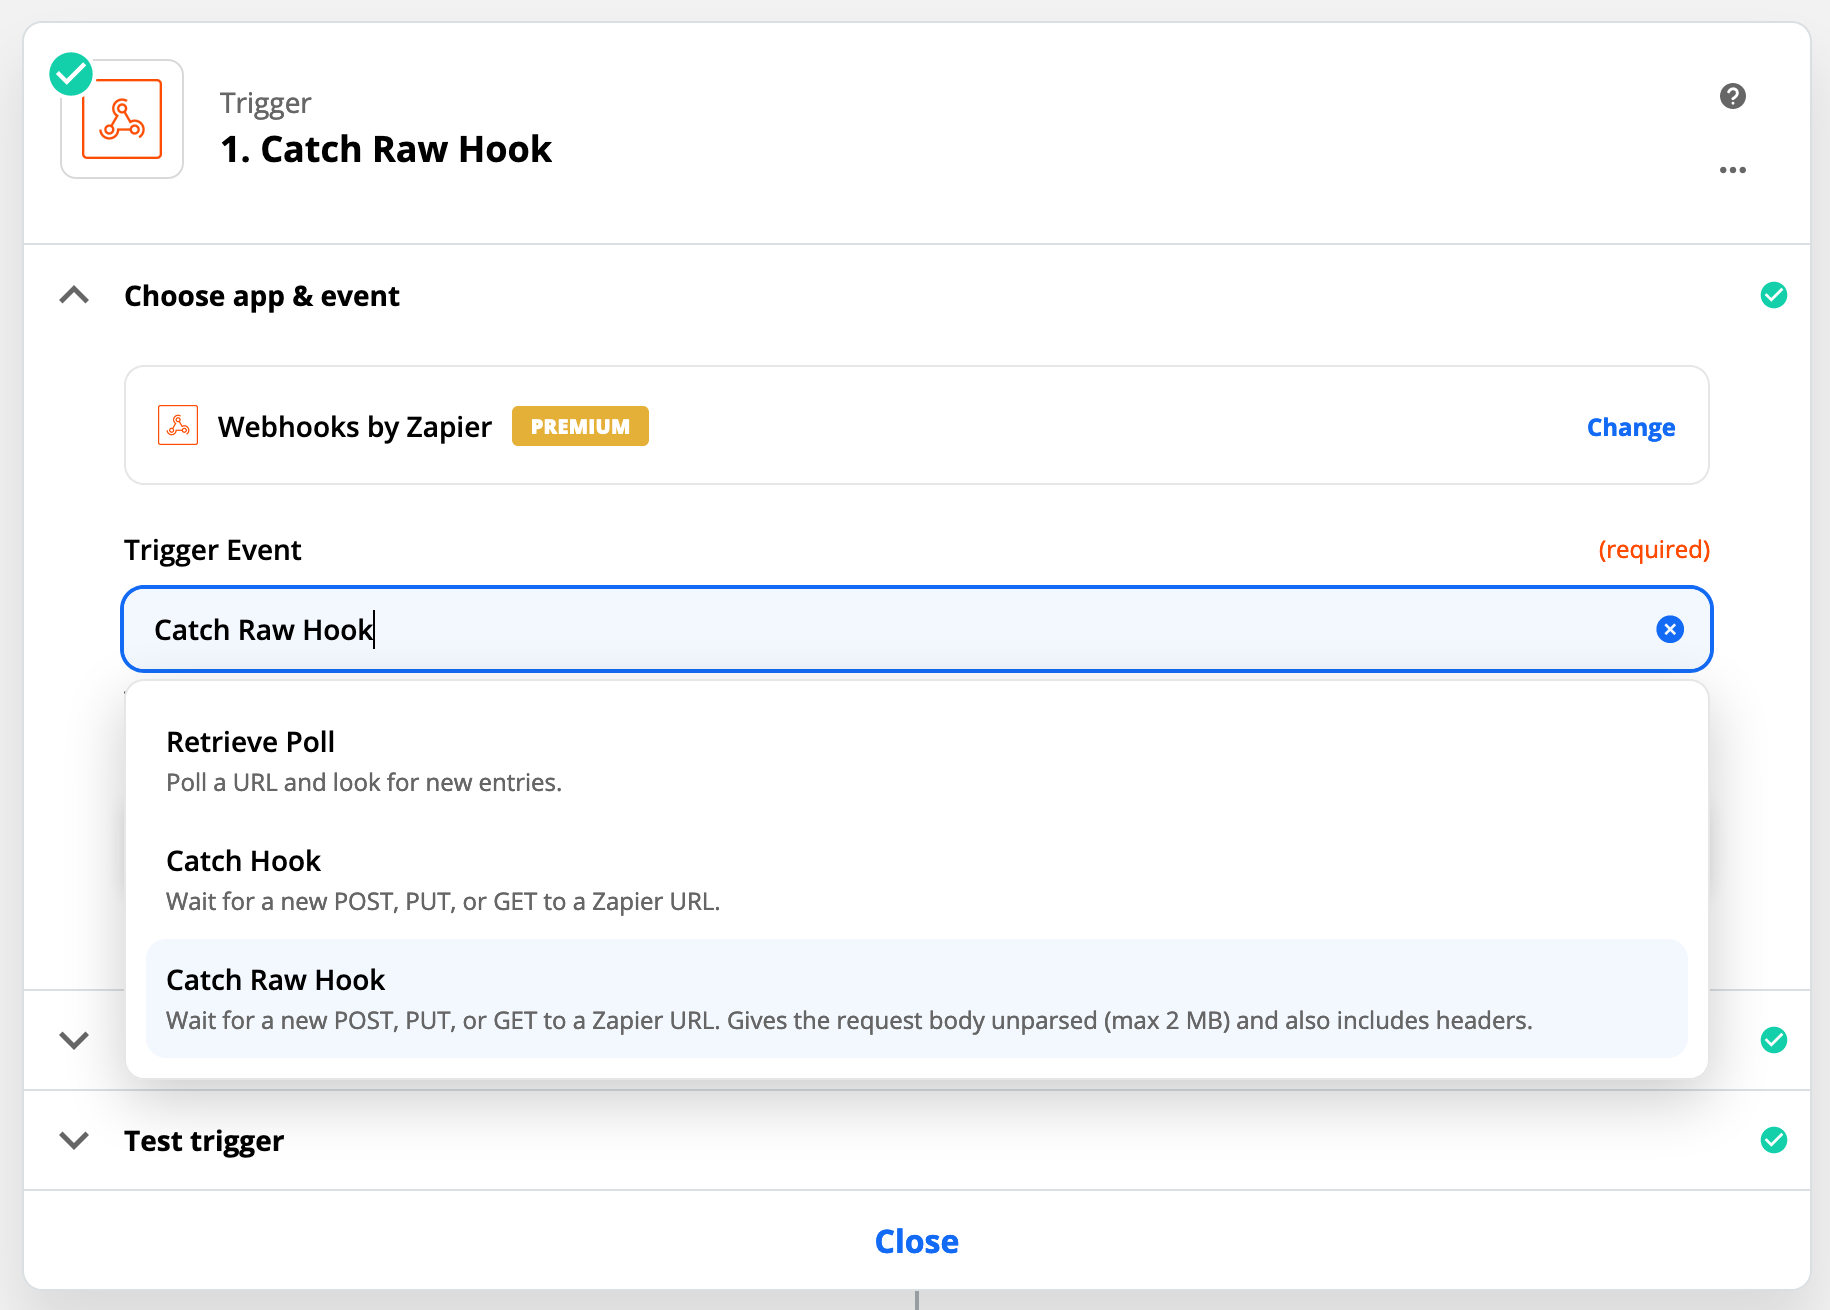 Trigger
1. Catch Raw Hook
Choose app & event
Webhooks by Zapier PREMIUM Change
Trigger Event (required)
Catch Raw Hook
Retrieve Poll
Poll a URL and look for new entries.
Catch Hook
Wait for a new POST, PUT, or GET to a Zapier URL.
Catch Raw Hook
Wait for a new POST, PUT, or GET to a Zapier URL. Gives the request body unparsed (max 2 MB) and also includes headers.
Test trigger
Close